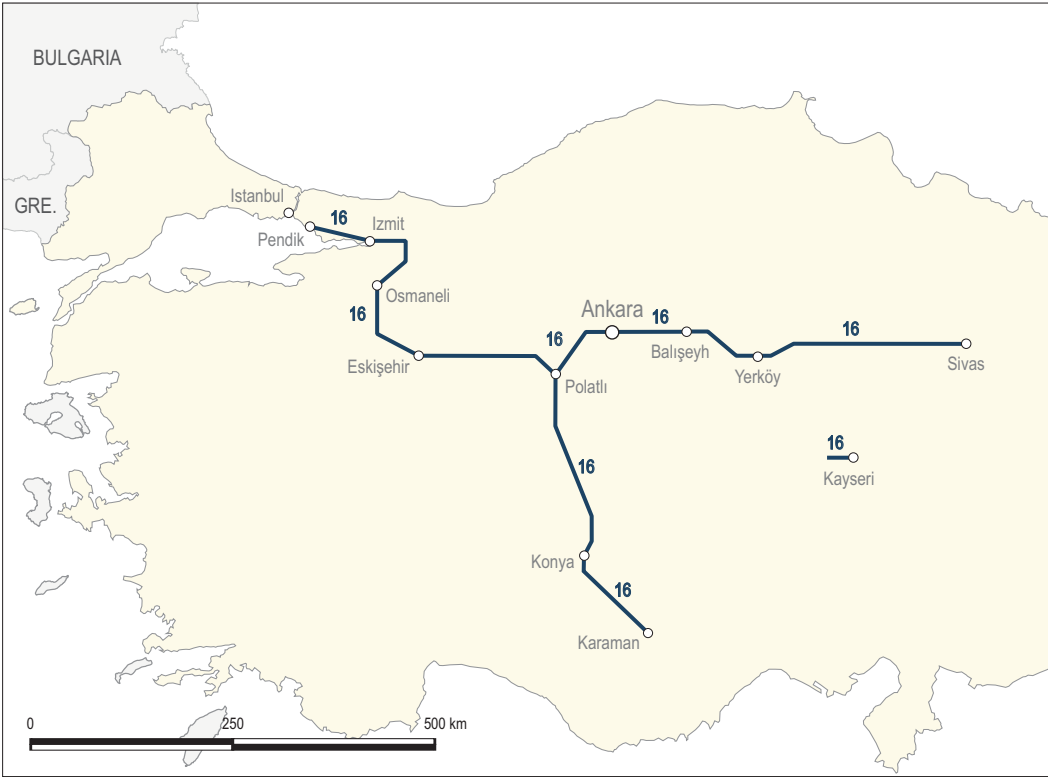 BULGARIA
GRE.
Istanbul
16
Izmit
Pendik
Osmaneli
16
Eskişehir
Ankara
16
16
16
Balışeyh
Yerköy
Sivas
Polatlı
16
16
Kayseri
Konya
16
Karaman
0
250
500 km